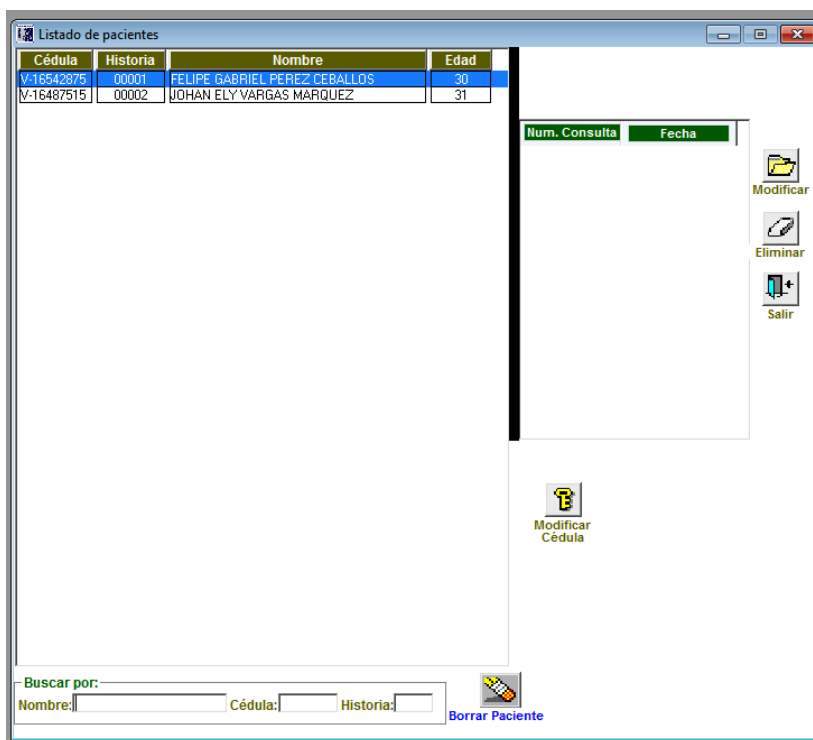 Listado de pacientes
Cédula Historia Nombre Edad
V-16542875 00001 FELIPE GABRIEL PEREZ CEBALLOS 30
V-16487515 00002 JOHAN ELY VARGAS MARQUEZ 31
Num. Consulta Fecha
Modificar
Eliminar
Salir
Modificar
Cédula
Buscar por:
Nombre: Cédula: Historia:
Borrar Paciente